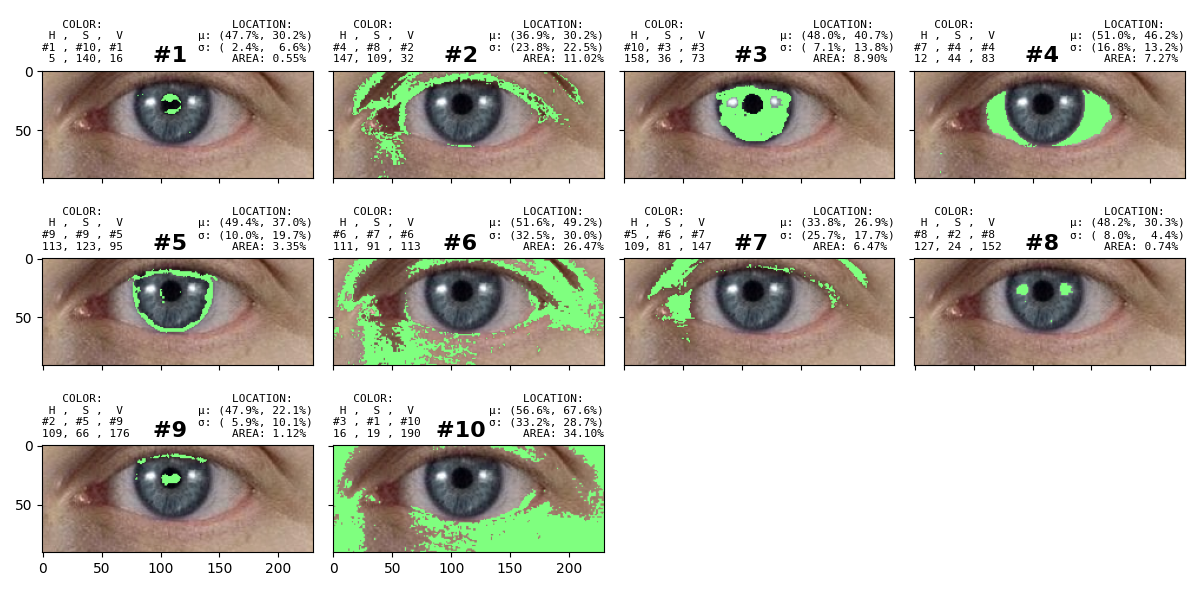 COLOR: LOCATION:
H , S , V μ: (47.7%, 30.2%)
#1 , #10, #1 #1 σ: ( 2.4%, 6.6%)
5 , 140, 16 AREA: 0.55%
COLOR: LOCATION:
H , S , V μ: (36.9%, 30.2%)
#4 , #8 , #2 #2 σ: (23.8%, 22.5%)
147, 109, 32 AREA: 11.02%
COLOR: LOCATION:
H , S , V μ: (48.0%, 40.7%)
#10, #3 , #3 #3 σ: ( 7.1%, 13.8%)
158, 36 , 73 AREA: 8.90%
COLOR: LOCATION:
H , S , V μ: (51.0%, 46.2%)
#7 , #4 , #4 #4 σ: (16.8%, 13.2%)
12 , 44 , 83 AREA: 7.27%
0
50
COLOR: LOCATION:
H , S , V μ: (49.4%, 37.0%)
#9 , #9 , #5 #5 σ: (10.0%, 19.7%)
113, 123, 95 AREA: 3.35%
COLOR: LOCATION:
H , S , V μ: (51.6%, 49.2%)
#6 , #7 , #6 #6 σ: (32.5%, 30.0%)
111, 91 , 113 AREA: 26.47%
COLOR: LOCATION:
H , S , V μ: (33.8%, 26.9%)
#5 , #6 , #7 #7 σ: (25.7%, 17.7%)
109, 81 , 147 AREA: 6.47%
COLOR: LOCATION:
H , S , V μ: (48.2%, 30.3%)
#8 , #2 , #8 #8 σ: ( 8.0%, 4.4%)
127, 24 , 152 AREA: 0.74%
0
50
COLOR: LOCATION:
H , S , V μ: (47.9%, 22.1%)
#2 , #5 , #9 #9 σ: ( 5.9%, 10.1%)
109, 66 , 176 AREA: 1.12%
COLOR: LOCATION:
H , S , V μ: (56.6%, 67.6%)
#3 , #1 , #10 #10 σ: (33.2%, 28.7%)
16 , 19 , 190 AREA: 34.10%
0
50
0 50 100 150 200
0 50 100 150 200